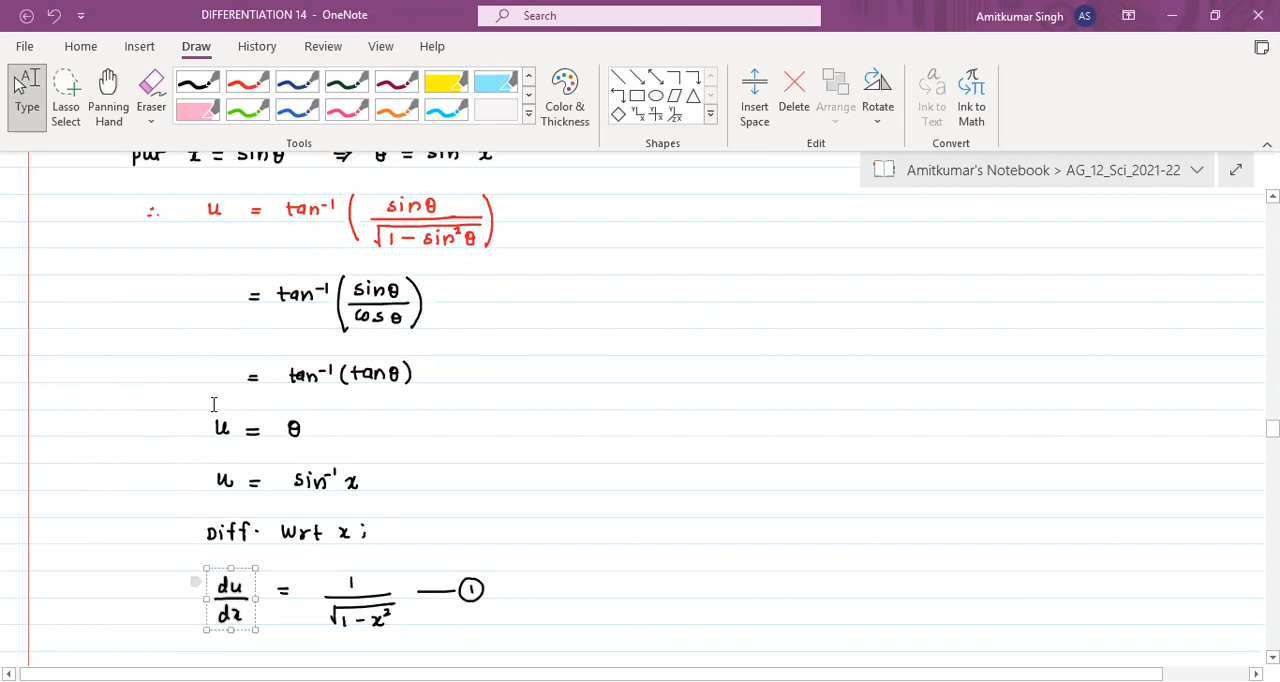 DIFFERENTIATION 14 - OneNote
Search
Amitkumar Singh AS
File Home Insert Draw History Review View Help
Type
Lasso Select
Panning Hand
Eraser
Color & Thickness
Insert Space
Delete
Arrange
Rotate
Ink to Text
Ink to Math
Tools
Shapes
Edit
Convert
Amitkumar's Notebook > AG_12_Sci_2021-22
put x = sinθ ⇒ θ = sin⁻¹ x
∴ u = tan⁻¹ ( sinθ / √(1 - sin²θ) )
= tan⁻¹ ( sinθ / cosθ )
= tan⁻¹ (tanθ)
u = θ
u = sin⁻¹ x
Diff. wrt x ;
du/dx = 1 / √(1 - x²) — ①